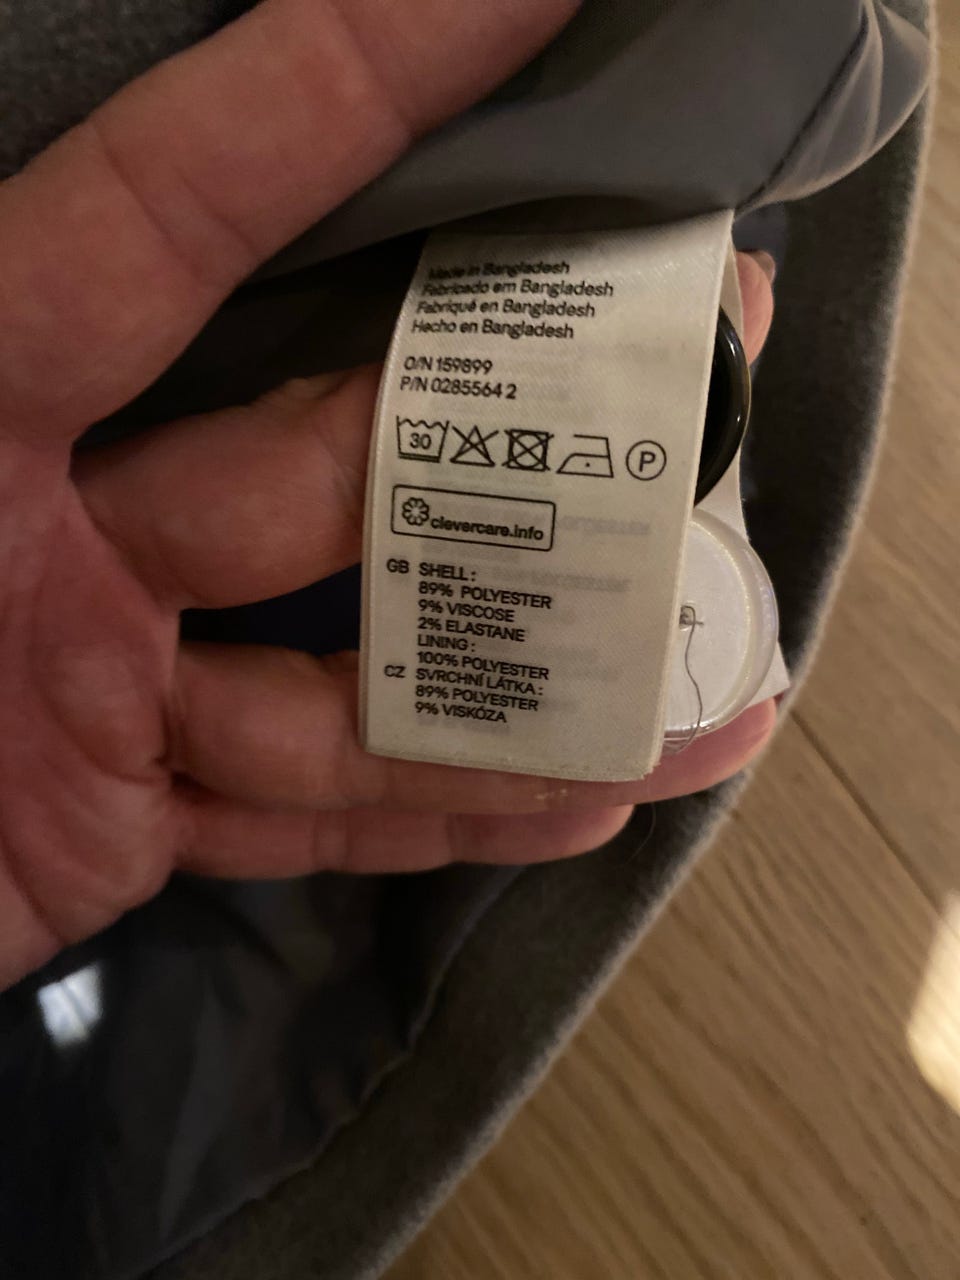 Made in Bangladesh
Fabricado em Bangladesh
Fabriqué en Bangladesh
Hecho en Bangladesh
O/N 159899
P/N 0285564 2
30
P
clevercare.info
GB SHELL :
89% POLYESTER
9% VISCOSE
2% ELASTANE
LINING :
100% POLYESTER
CZ SVRCHNÍ LÁTKA :
89% POLYESTER
9% VISKÓZA